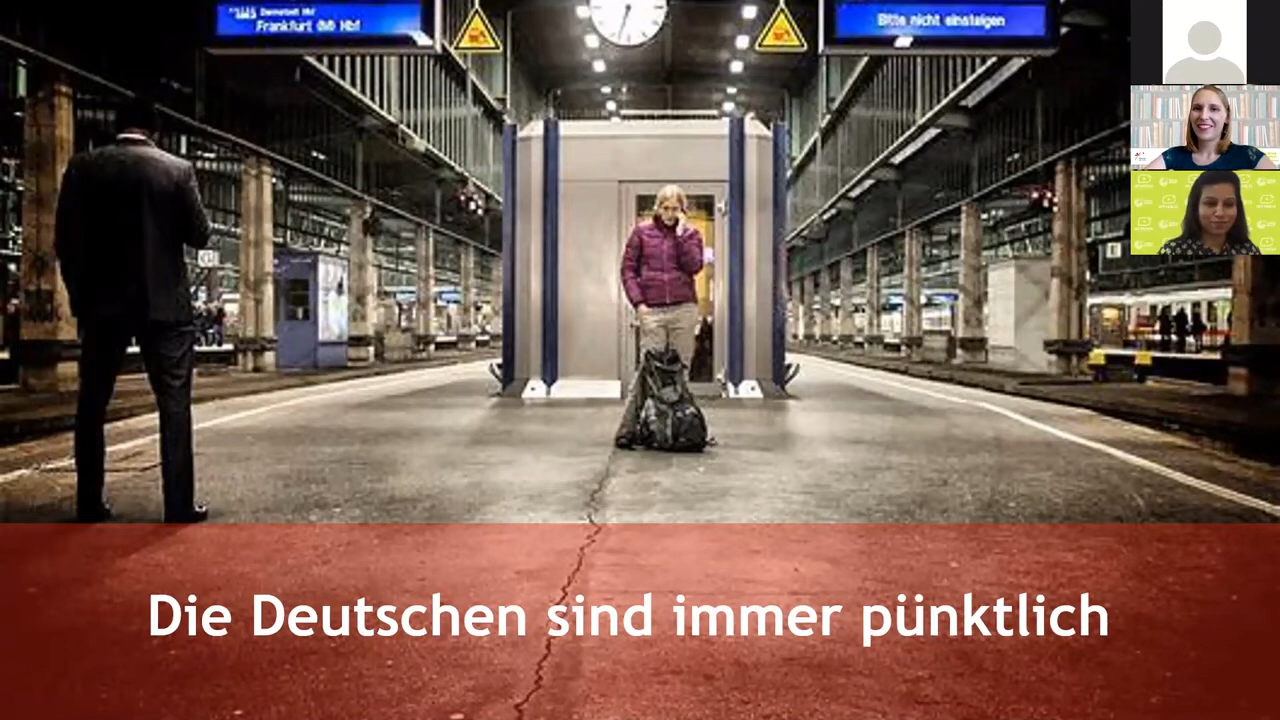 Frankfurt (M) Hbf
Bitte nicht einsteigen
Die Deutschen sind immer pünktlich